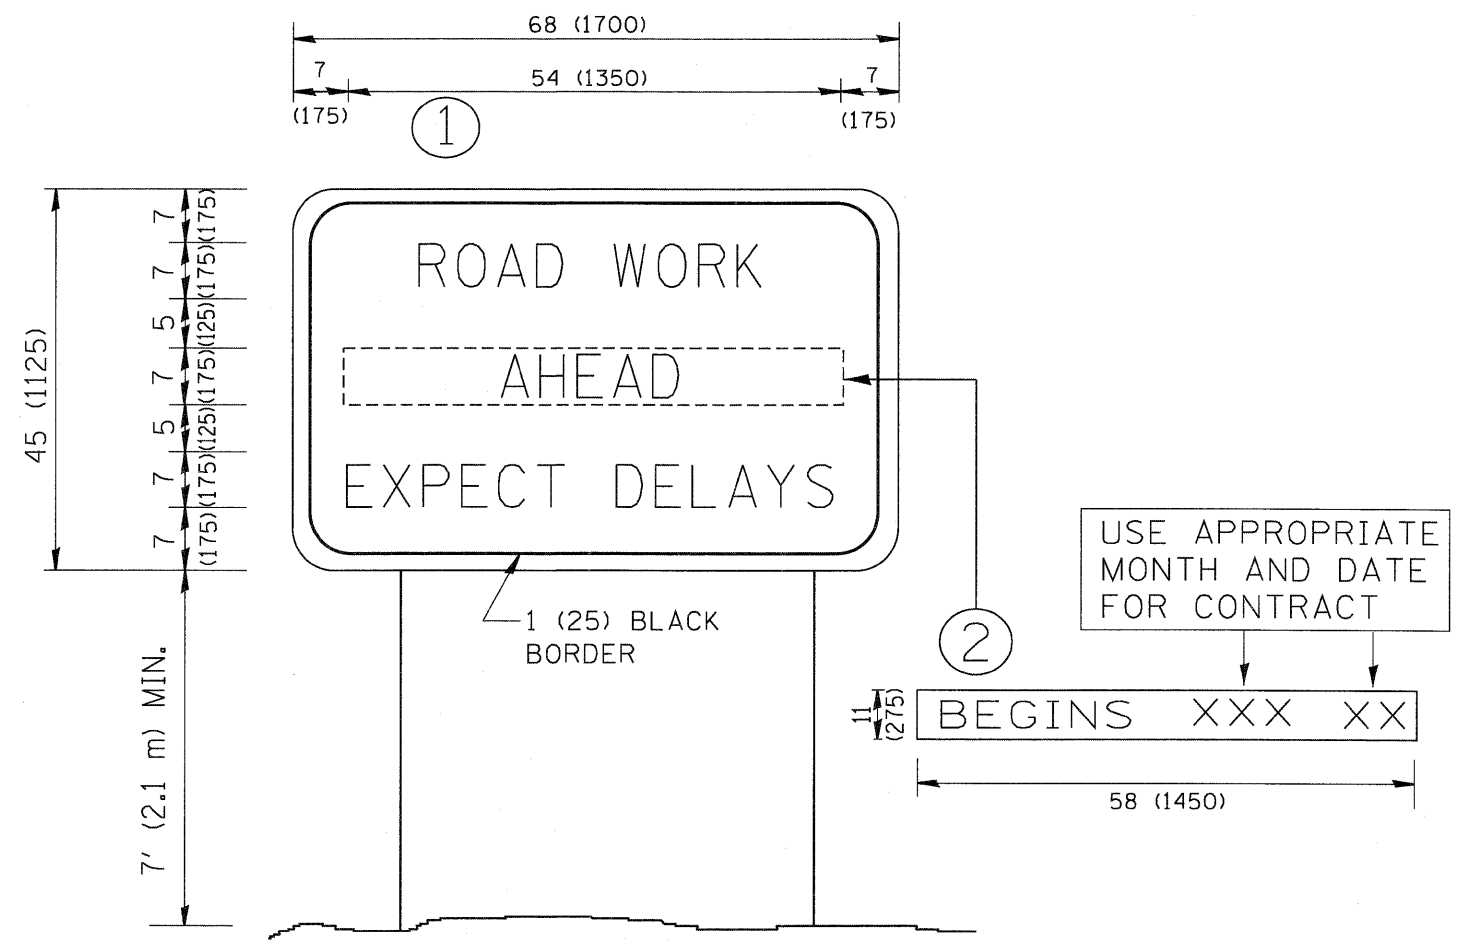 68 (1700)
7
54 (1350)
7
(175)
(175)
1
7
(175)
7
(175)
5
(125)
7
(175)
5
(125)
7
(175)
7
(175)
45 (1125)
ROAD WORK
AHEAD
EXPECT DELAYS
1 (25) BLACK
BORDER
7' (2.1 m) MIN.
2
USE APPROPRIATE
MONTH AND DATE
FOR CONTRACT
11
(275)
BEGINS XXX XX
58 (1450)